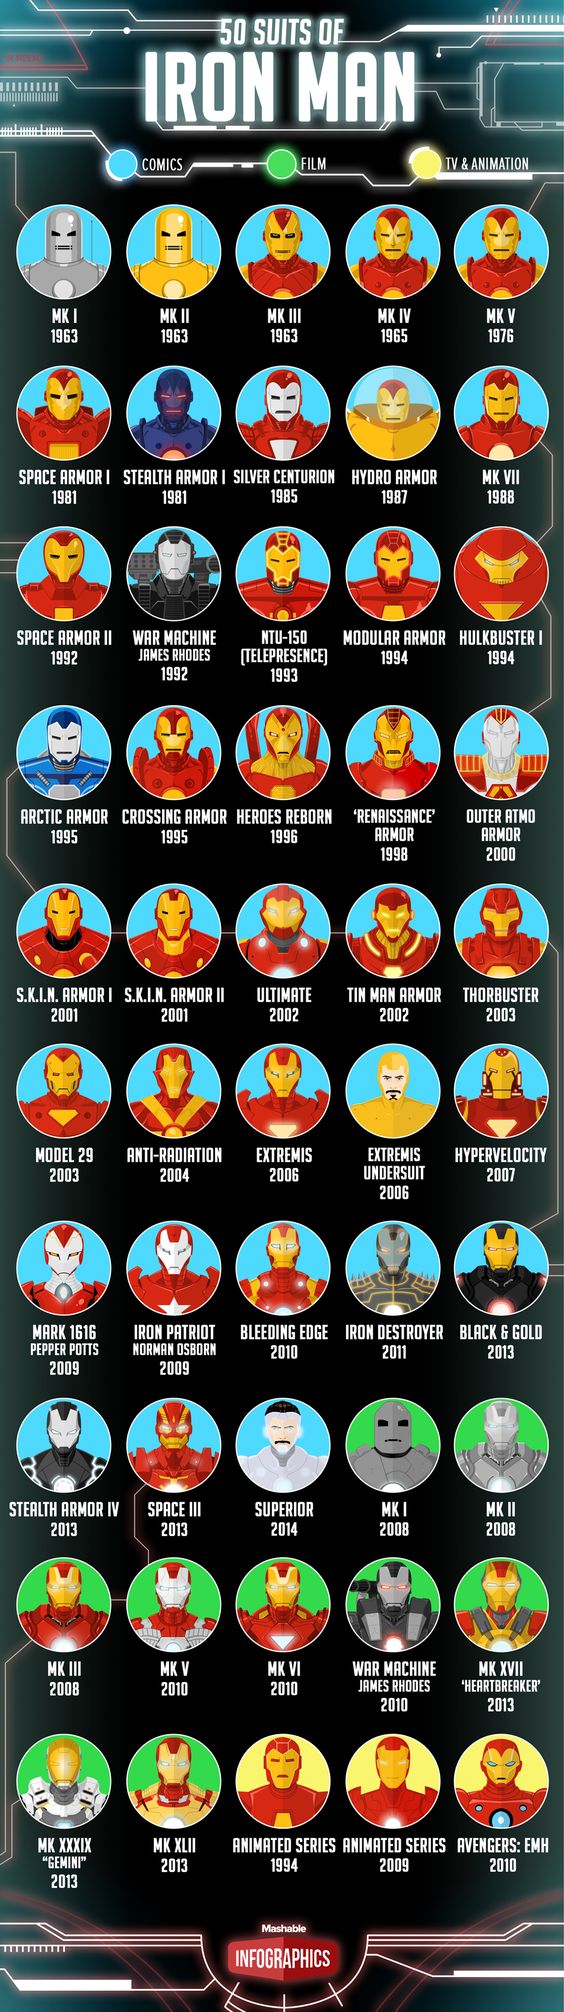 50 SUITS OF
IRON MAN
COMICS
FILM
TV & ANIMATION
MK I
1963
MK II
1963
MK III
1963
MK IV
1965
MK V
1976
SPACE ARMOR I
1981
STEALTH ARMOR I
1981
SILVER CENTURION
1985
HYDRO ARMOR
1987
MK VII
1988
SPACE ARMOR II
1992
WAR MACHINE
JAMES RHODES
1992
NTU-150
(TELEPRESENCE)
1993
MODULAR ARMOR
1994
HULKBUSTER I
1994
ARCTIC ARMOR
1995
CROSSING ARMOR
1995
HEROES REBORN
1996
'RENAISSANCE'
ARMOR
1998
OUTER ATMO
ARMOR
2000
S.K.I.N. ARMOR I
2001
S.K.I.N. ARMOR II
2001
ULTIMATE
2002
TIN MAN ARMOR
2002
THORBUSTER
2003
MODEL 29
2003
ANTI-RADIATION
2004
EXTREMIS
2006
EXTREMIS
UNDERSUIT
2006
HYPERVELOCITY
2007
MARK 1616
PEPPER POTTS
2009
IRON PATRIOT
NORMAN OSBORN
2009
BLEEDING EDGE
2010
IRON DESTROYER
2011
BLACK & GOLD
2013
STEALTH ARMOR IV
2013
SPACE III
2013
SUPERIOR
2014
MK I
2008
MK II
2008
MK III
2008
MK V
2010
MK VI
2010
WAR MACHINE
JAMES RHODES
2010
MK XVII
'HEARTBREAKER'
2013
MK XXXIX
"GEMINI"
2013
MK XLII
2013
ANIMATED SERIES
1994
ANIMATED SERIES
2009
AVENGERS: EMH
2010
Mashable
INFOGRAPHICS